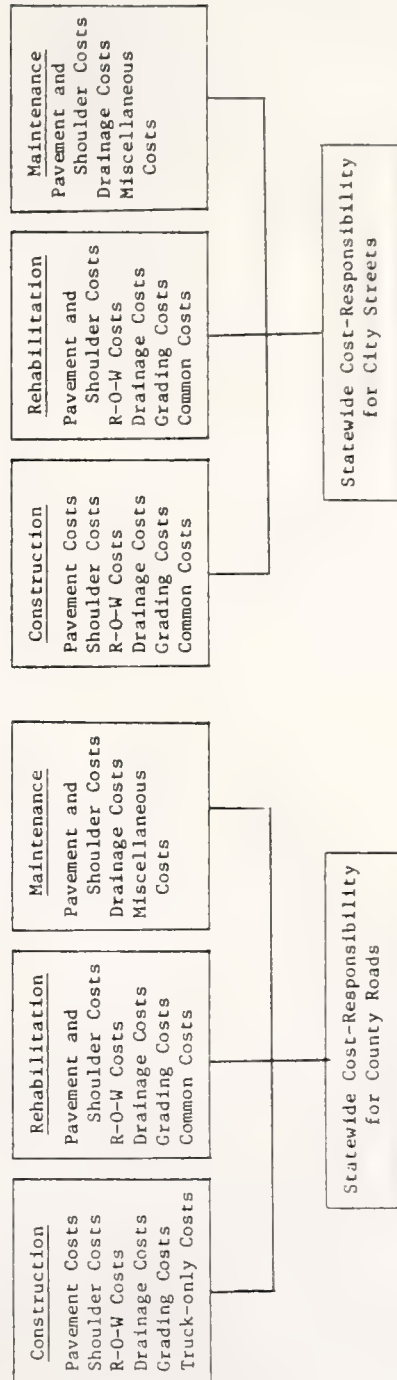 Construction
Pavement Costs
Shoulder Costs
R-O-W Costs
Drainage Costs
Grading Costs
Truck-only Costs
Rehabilitation
Pavement and
Shoulder Costs
R-O-W Costs
Drainage Costs
Grading Costs
Common Costs
Maintenance
Pavement and
Shoulder Costs
Drainage Costs
Miscellaneous
Costs
Statewide Cost-Responsibility
for County Roads
Construction
Pavement Costs
Shoulder Costs
R-O-W Costs
Drainage Costs
Grading Costs
Common Costs
Rehabilitation
Pavement and
Shoulder Costs
R-O-W Costs
Drainage Costs
Grading Costs
Common Costs
Maintenance
Pavement and
Shoulder Costs
Drainage Costs
Miscellaneous
Costs
Statewide Cost-Responsibility
for City Streets